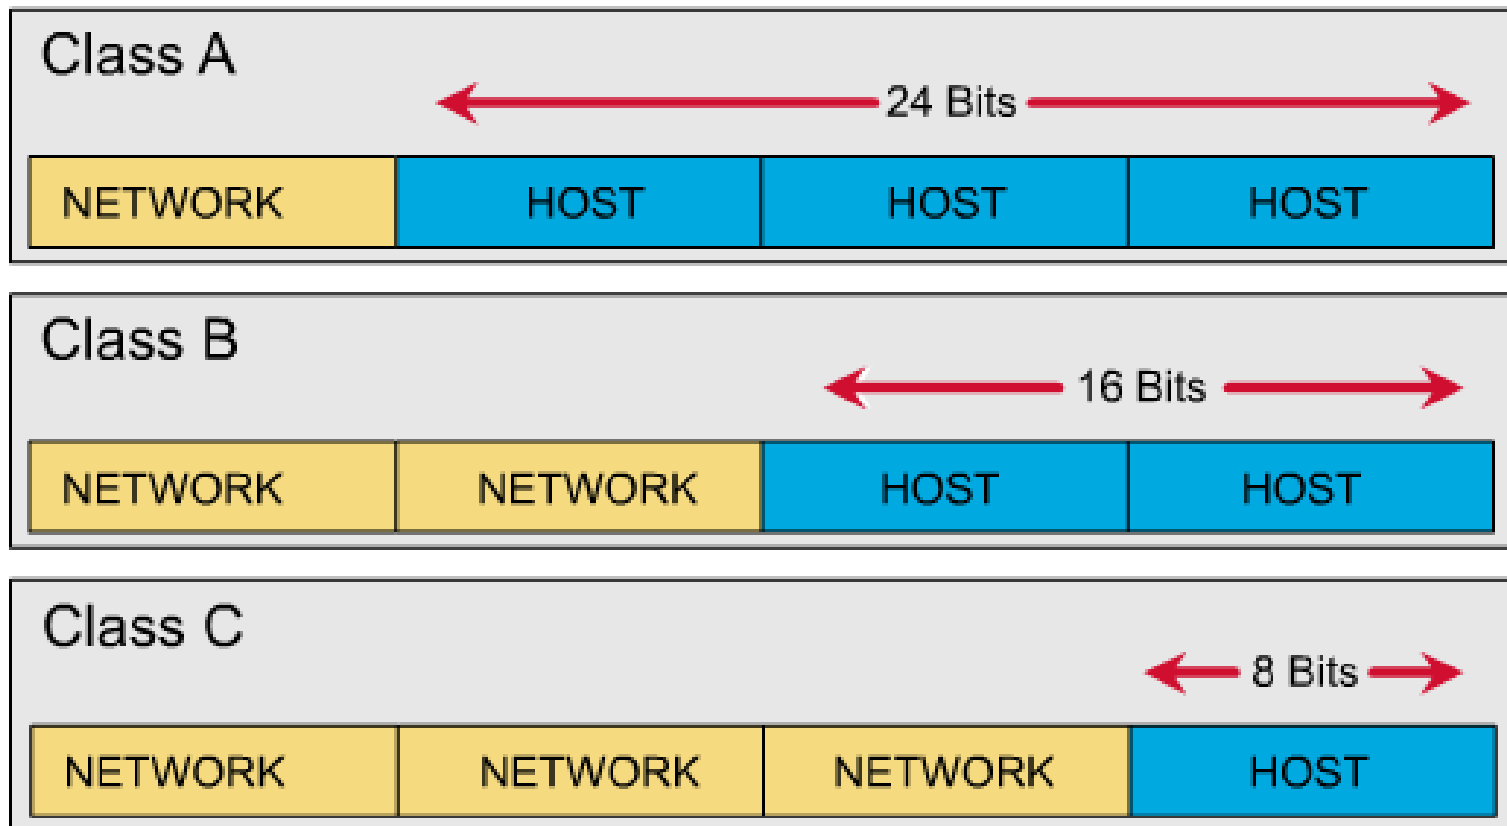 Class A
24 Bits
NETWORK HOST HOST HOST
Class B
16 Bits
NETWORK NETWORK HOST HOST
Class C
8 Bits
NETWORK NETWORK NETWORK HOST